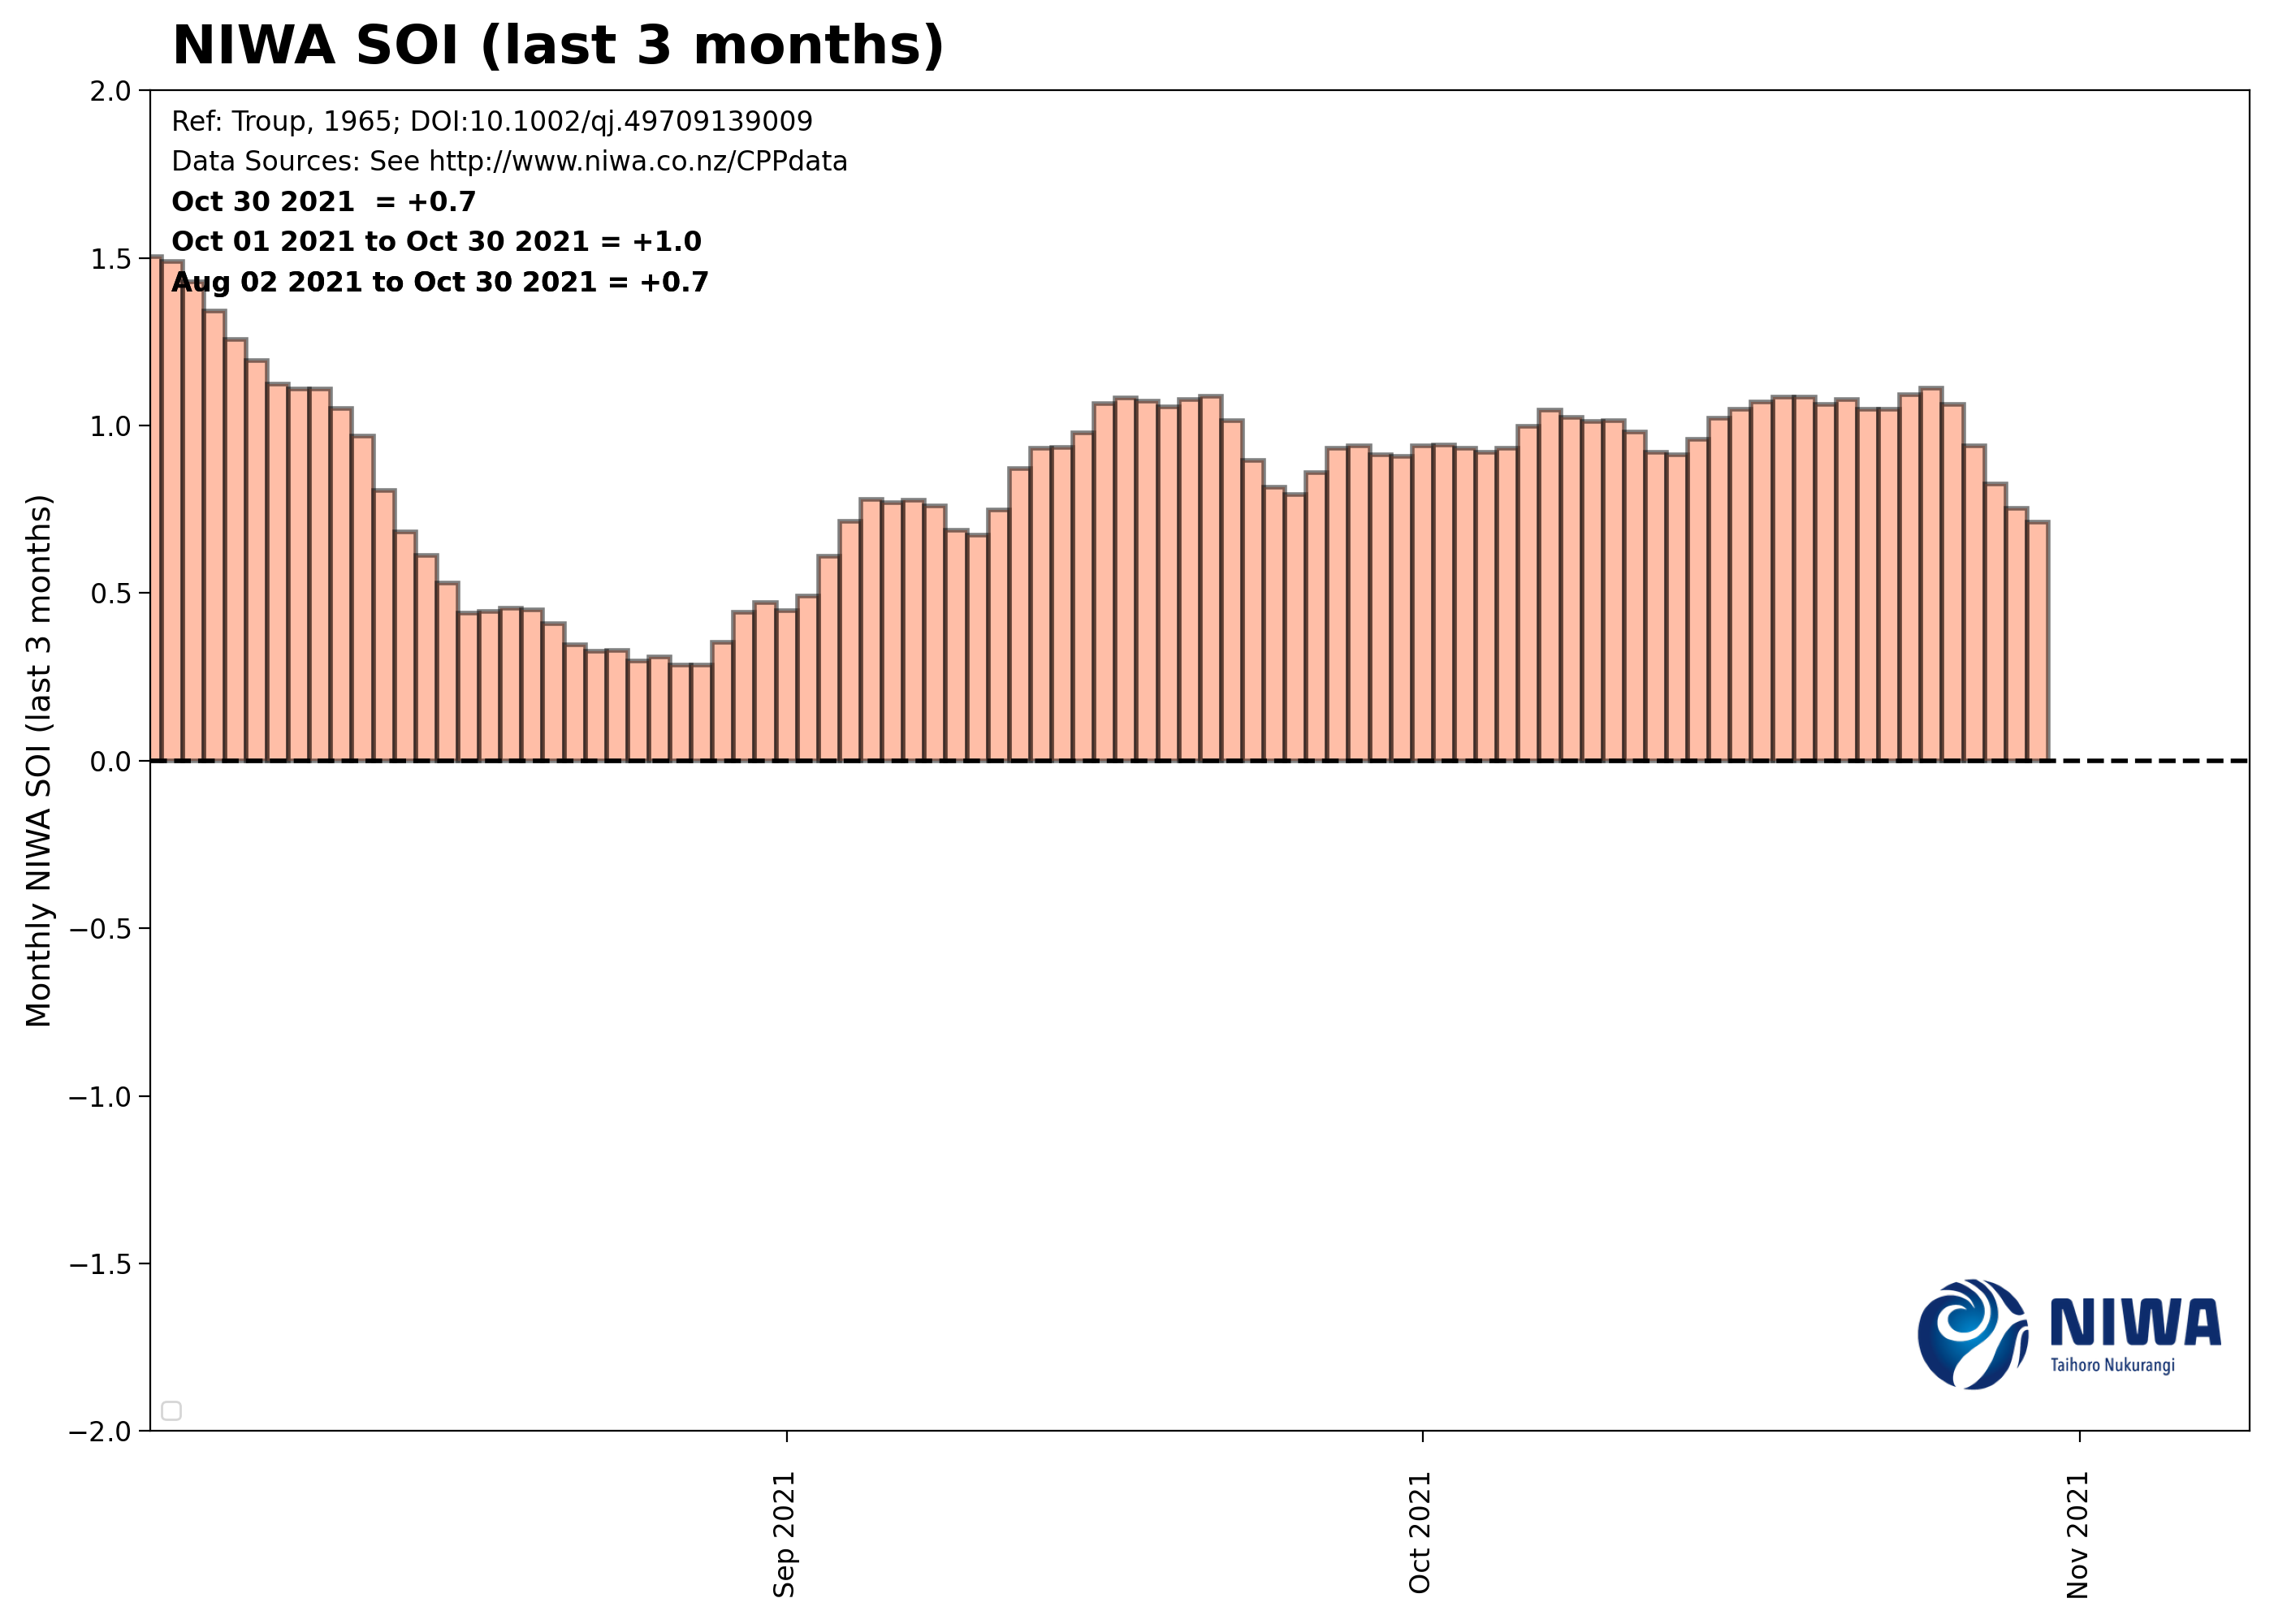 NIWA SOI (last 3 months)
Ref: Troup, 1965; DOI:10.1002/qj.49709139009
Data Sources: See http://www.niwa.co.nz/CPPdata
Oct 30 2021  = +0.7
Oct 01 2021 to Oct 30 2021 = +1.0
Aug 02 2021 to Oct 30 2021 = +0.7
Monthly NIWA SOI (last 3 months)
2.0
1.5
1.0
0.5
0.0
−0.5
−1.0
−1.5
−2.0
Sep 2021
Oct 2021
Nov 2021
NIWA
Taihoro Nukurangi